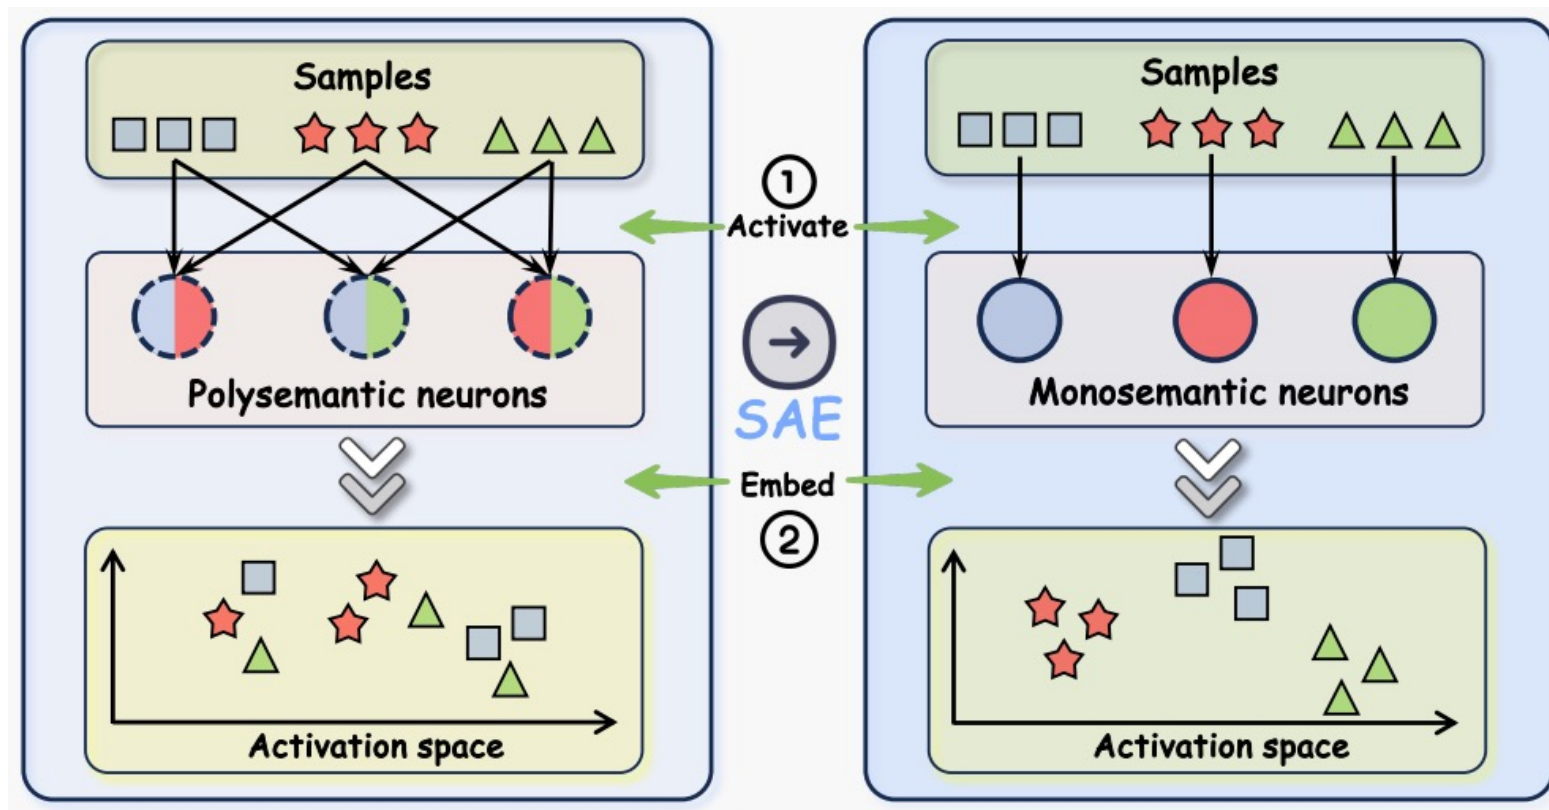 Samples
Polysemantic neurons
Activation space
1
Activate
SAE
Embed
2
Samples
Monosemantic neurons
Activation space